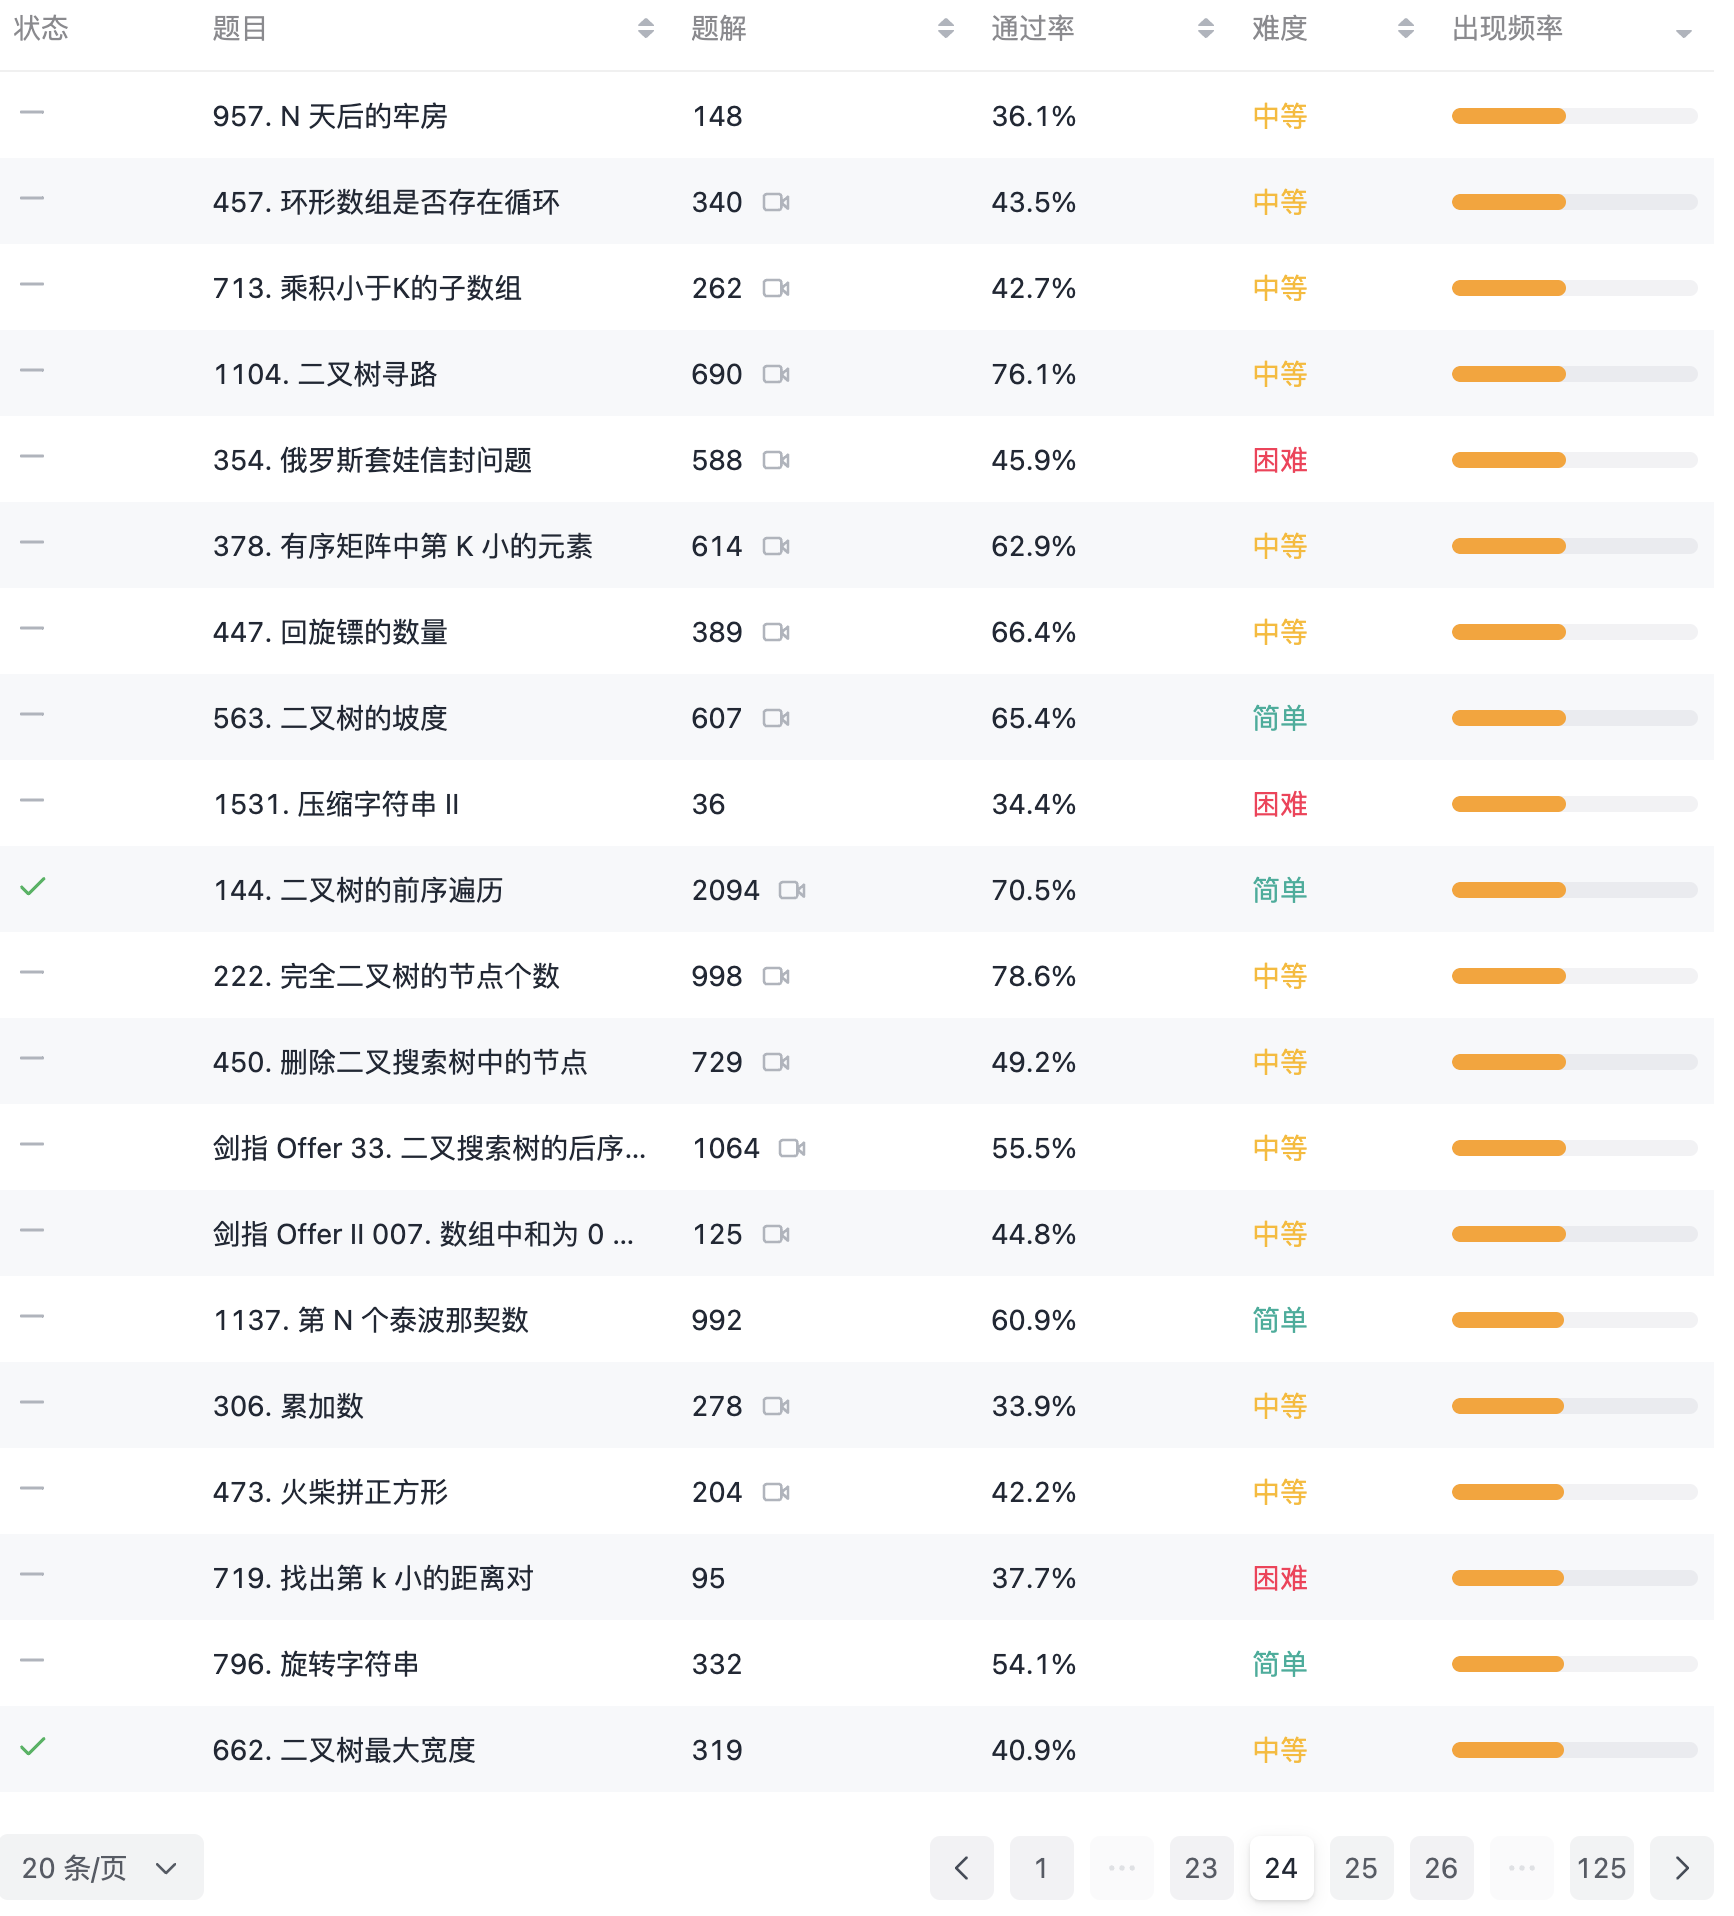 状态 题目 题解 通过率 难度 出现频率
957. N 天后的牢房 148 36.1% 中等
457. 环形数组是否存在循环 340 43.5% 中等
713. 乘积小于K的子数组 262 42.7% 中等
1104. 二叉树寻路 690 76.1% 中等
354. 俄罗斯套娃信封问题 588 45.9% 困难
378. 有序矩阵中第 K 小的元素 614 62.9% 中等
447. 回旋镖的数量 389 66.4% 中等
563. 二叉树的坡度 607 65.4% 简单
1531. 压缩字符串 II 36 34.4% 困难
144. 二叉树的前序遍历 2094 70.5% 简单
222. 完全二叉树的节点个数 998 78.6% 中等
450. 删除二叉搜索树中的节点 729 49.2% 中等
剑指 Offer 33. 二叉搜索树的后序... 1064 55.5% 中等
剑指 Offer II 007. 数组中和为 0 ... 125 44.8% 中等
1137. 第 N 个泰波那契数 992 60.9% 简单
306. 累加数 278 33.9% 中等
473. 火柴拼正方形 204 42.2% 中等
719. 找出第 k 小的距离对 95 37.7% 困难
796. 旋转字符串 332 54.1% 简单
662. 二叉树最大宽度 319 40.9% 中等
20 条/页 1 ... 23 24 25 26 ... 125